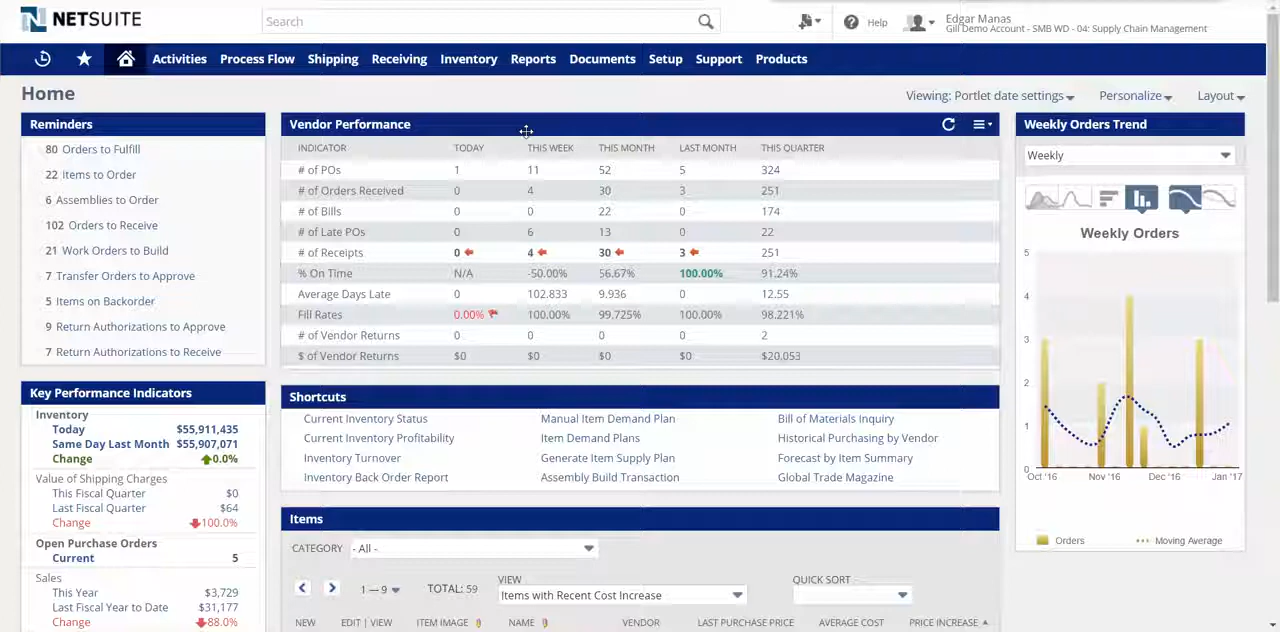 NETSUITE
Search
Help
Edgar Manas
Gill Demo Account - SMB WD - 04: Supply Chain Management
Activities Process Flow Shipping Receiving Inventory Reports Documents Setup Support Products
Home
Viewing: Portlet date settings Personalize Layout
Reminders
80 Orders to Fulfill
22 Items to Order
6 Assemblies to Order
102 Orders to Receive
21 Work Orders to Build
7 Transfer Orders to Approve
5 Items on Backorder
9 Return Authorizations to Approve
7 Return Authorizations to Receive
Key Performance Indicators
Inventory
Today $55,911,435
Same Day Last Month $55,907,071
Change 0.0%
Value of Shipping Charges
This Fiscal Quarter $0
Last Fiscal Quarter $64
Change 100.0%
Open Purchase Orders
Current 5
Sales
This Year $3,729
Last Fiscal Year to Date $31,177
Change 88.0%
Vendor Performance
INDICATOR TODAY THIS WEEK THIS MONTH LAST MONTH THIS QUARTER
# of POs 1 11 52 5 324
# of Orders Received 0 4 30 3 251
# of Bills 0 0 22 0 174
# of Late POs 0 6 13 0 22
# of Receipts 0 4 30 3 251
% On Time N/A -50.00% 56.67% 100.00% 91.24%
Average Days Late 0 102.833 9.936 0 12.55
Fill Rates 0.00% 100.00% 99.725% 100.00% 98.221%
# of Vendor Returns 0 0 0 0 2
$ of Vendor Returns $0 $0 $0 $0 $20,053
Shortcuts
Current Inventory Status Manual Item Demand Plan Bill of Materials Inquiry
Current Inventory Profitability Item Demand Plans Historical Purchasing by Vendor
Inventory Turnover Generate Item Supply Plan Forecast by Item Summary
Inventory Back Order Report Assembly Build Transaction Global Trade Magazine
Items
CATEGORY - All -
1 — 9 TOTAL: 59
VIEW
Items with Recent Cost Increase
QUICK SORT
NEW EDIT | VIEW ITEM IMAGE NAME VENDOR LAST PURCHASE PRICE AVERAGE COST PRICE INCREASE
Weekly Orders Trend
Weekly
Weekly Orders
5
4
3
2
1
0
Oct '16 Nov '16 Dec '16 Jan '17
Orders Moving Average